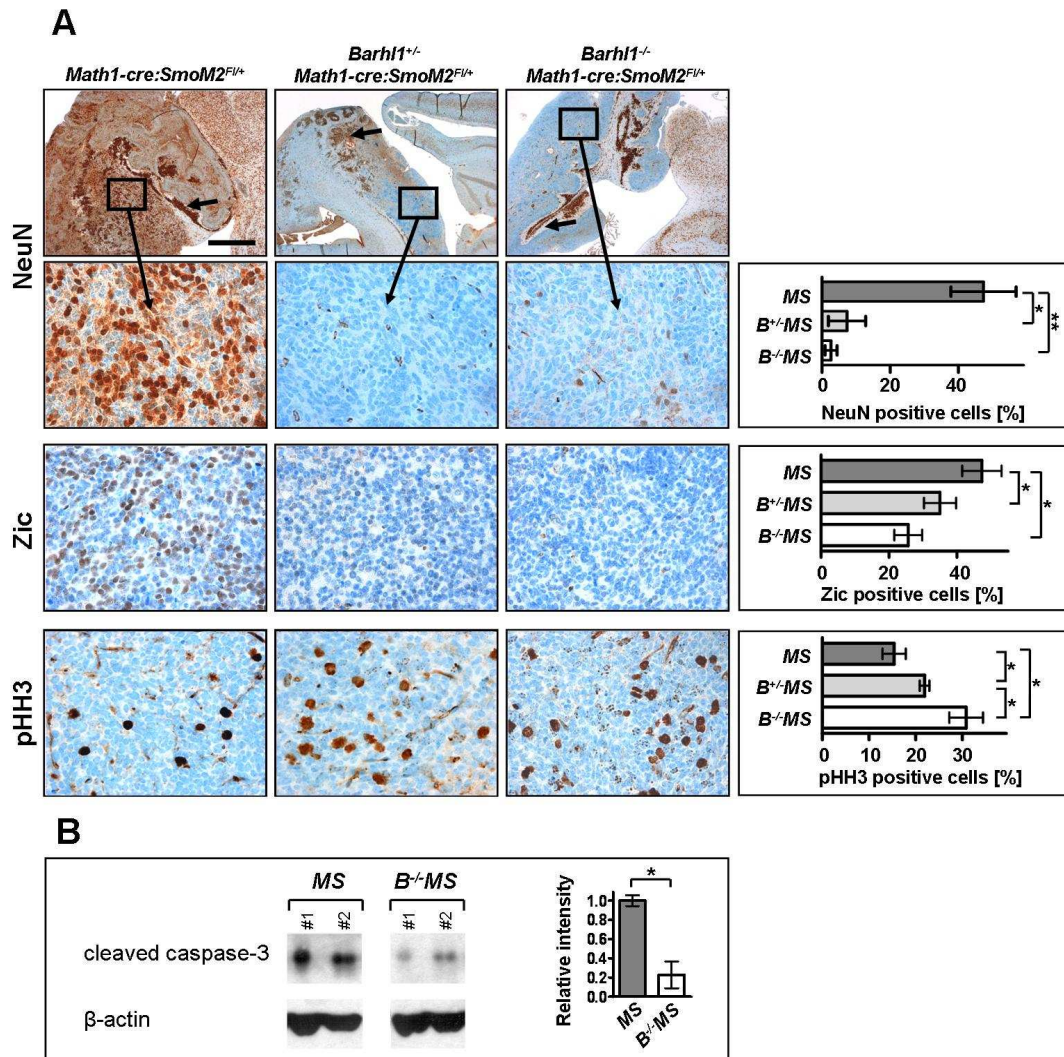 A
Math1-cre:SmoM2Fl/+
Barhl1+/-
Math1-cre:SmoM2Fl/+
Barhl1-/-
Math1-cre:SmoM2Fl/+
NeuN
MS
B+/-MS
B-/-MS
*
**
0 20 40
NeuN positive cells [%]
Zic
MS
B+/-MS
B-/-MS
*
*
0 20 40
Zic positive cells [%]
pHH3
MS
B+/-MS
B-/-MS
*
*
*
0 10 20 30
pHH3 positive cells [%]
B
MS B-/-MS
#1 #2 #1 #2
cleaved caspase-3
β-actin
Relative intensity
1.0
0.8
0.6
0.4
0.2
0.0
*
MS B-/-MS